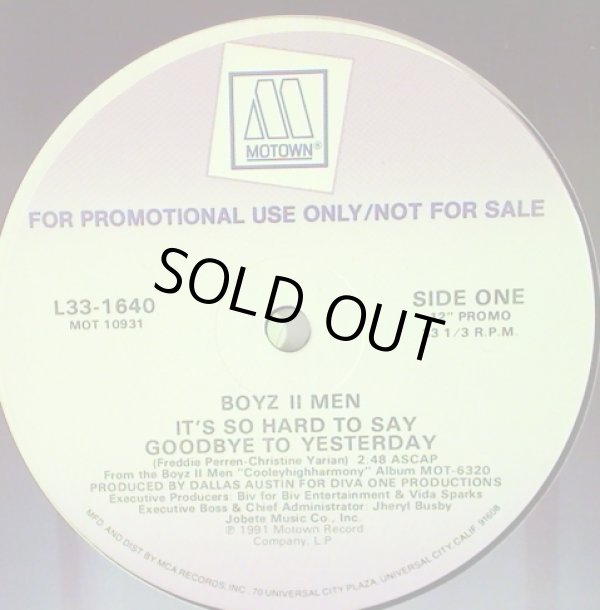 MOTOWN®
FOR PROMOTIONAL USE ONLY/NOT FOR SALE
SOLD OUT
L33-1640
MOT 10931
SIDE ONE
12" PROMO
33 1/3 R.P.M.
BOYZ II MEN
IT'S SO HARD TO SAY
GOODBYE TO YESTERDAY
(Freddie Perren-Christine Yarian) 2:48 ASCAP
From the Boyz II Men "Cooleyhighharmony" Album MOT-6320
PRODUCED BY DALLAS AUSTIN FOR DIVA ONE PRODUCTIONS
Executive Producers: Biv for Biv Entertainment & Vida Sparks
Executive Boss & Chief Administrator: Jheryl Busby
Jobete Music Co., Inc.
℗ 1991 Motown Record
Company, L.P.
MFD. AND DIST BY MCA RECORDS, INC., 70 UNIVERSAL CITY PLAZA, UNIVERSAL CITY, CALIF. 91608